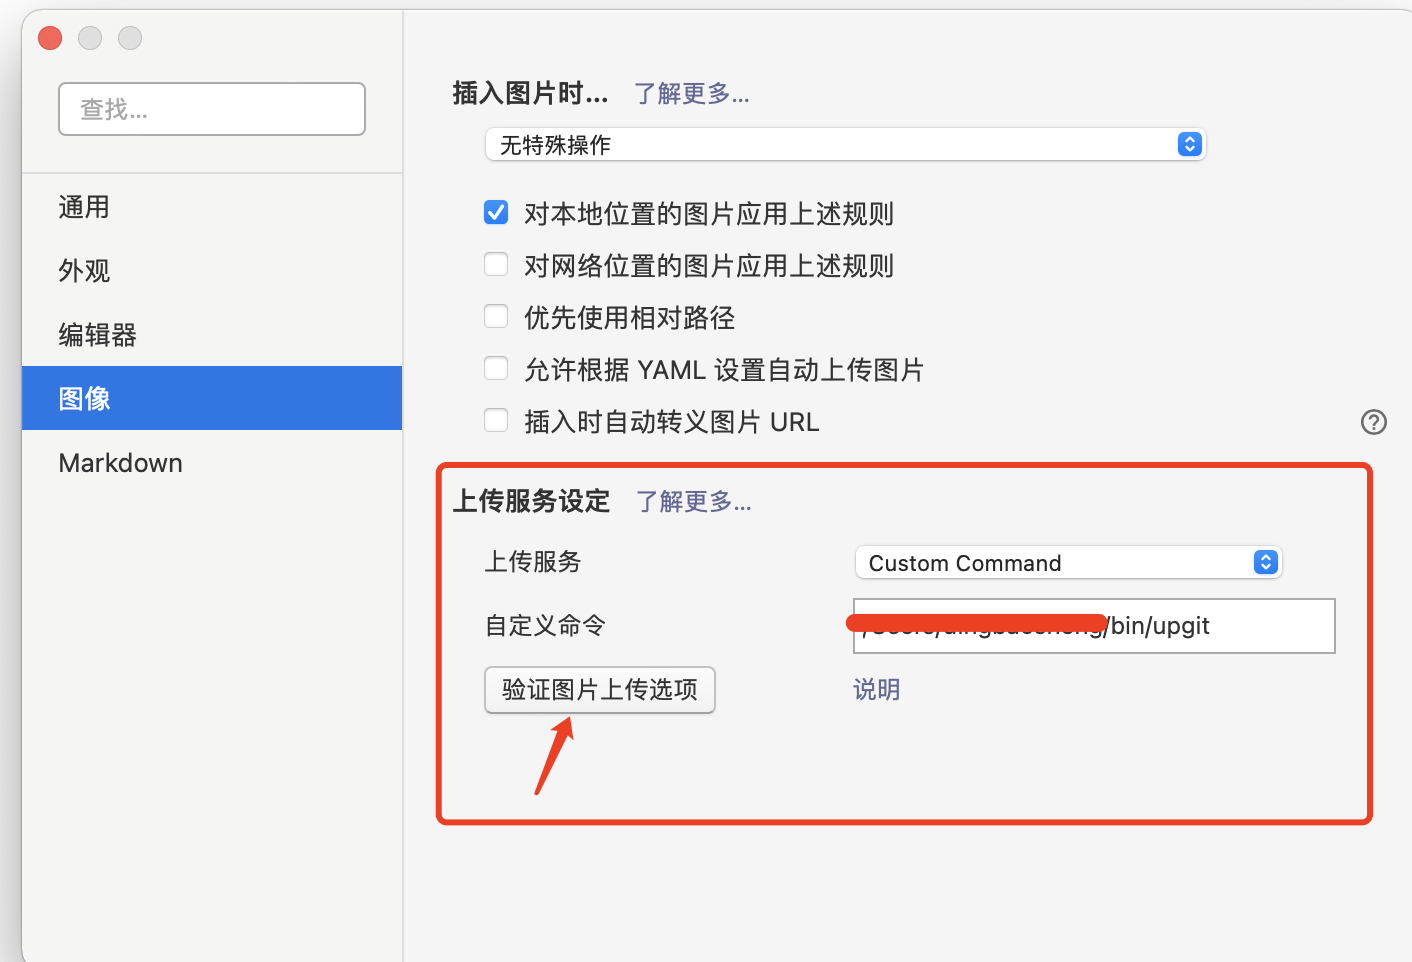 查找...
通用
外观
编辑器
图像
Markdown
插入图片时... 了解更多...
无特殊操作
对本地位置的图片应用上述规则
对网络位置的图片应用上述规则
优先使用相对路径
允许根据 YAML 设置自动上传图片
插入时自动转义图片 URL
?
上传服务设定 了解更多...
上传服务 Custom Command
自定义命令 /bin/upgit
验证图片上传选项 说明